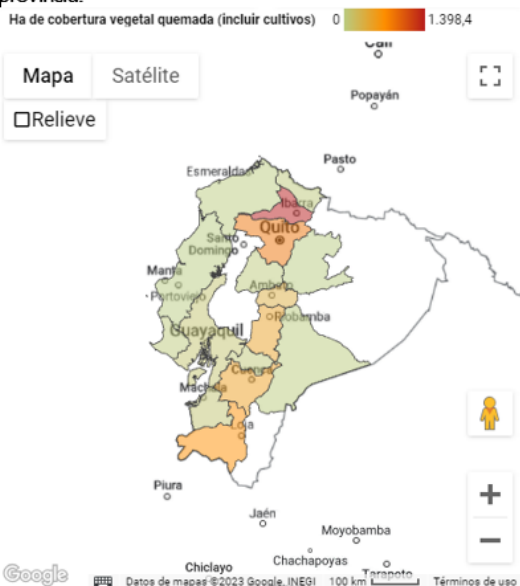 provincia.
Ha de cobertura vegetal quemada (incluir cultivos) 0 1.398,4
Cali
Mapa Satélite
Popayán
Relieve
Pasto
Esmeraldas
Ibarra
Quito
Santo
Domingo
Manta
Portoviejo
Ambato
Riobamba
Guayaquil
Cuenca
Machala
Loja
Piura
Jaén
Moyobamba
Chachapoyas
Chiclayo
Tarapoto
Google
Datos de mapas ©2023 Google, INEGI 100 km Términos de uso